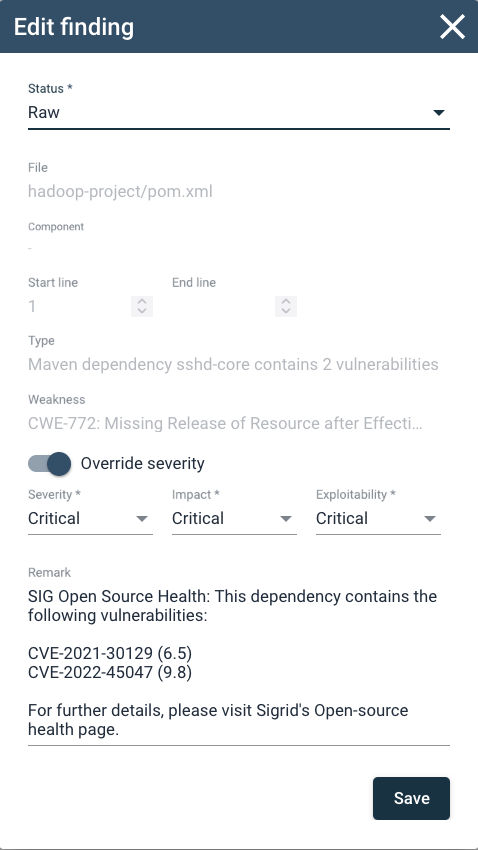 Edit finding
Status *
Raw
File
hadoop-project/pom.xml
Component
-
Start line End line
1
Type
Maven dependency sshd-core contains 2 vulnerabilities
Weakness
CWE-772: Missing Release of Resource after Effecti...
Override severity
Severity * Impact * Exploitability *
Critical Critical Critical
Remark
SIG Open Source Health: This dependency contains the
following vulnerabilities:
CVE-2021-30129 (6.5)
CVE-2022-45047 (9.8)
For further details, please visit Sigrid's Open-source
health page.
Save